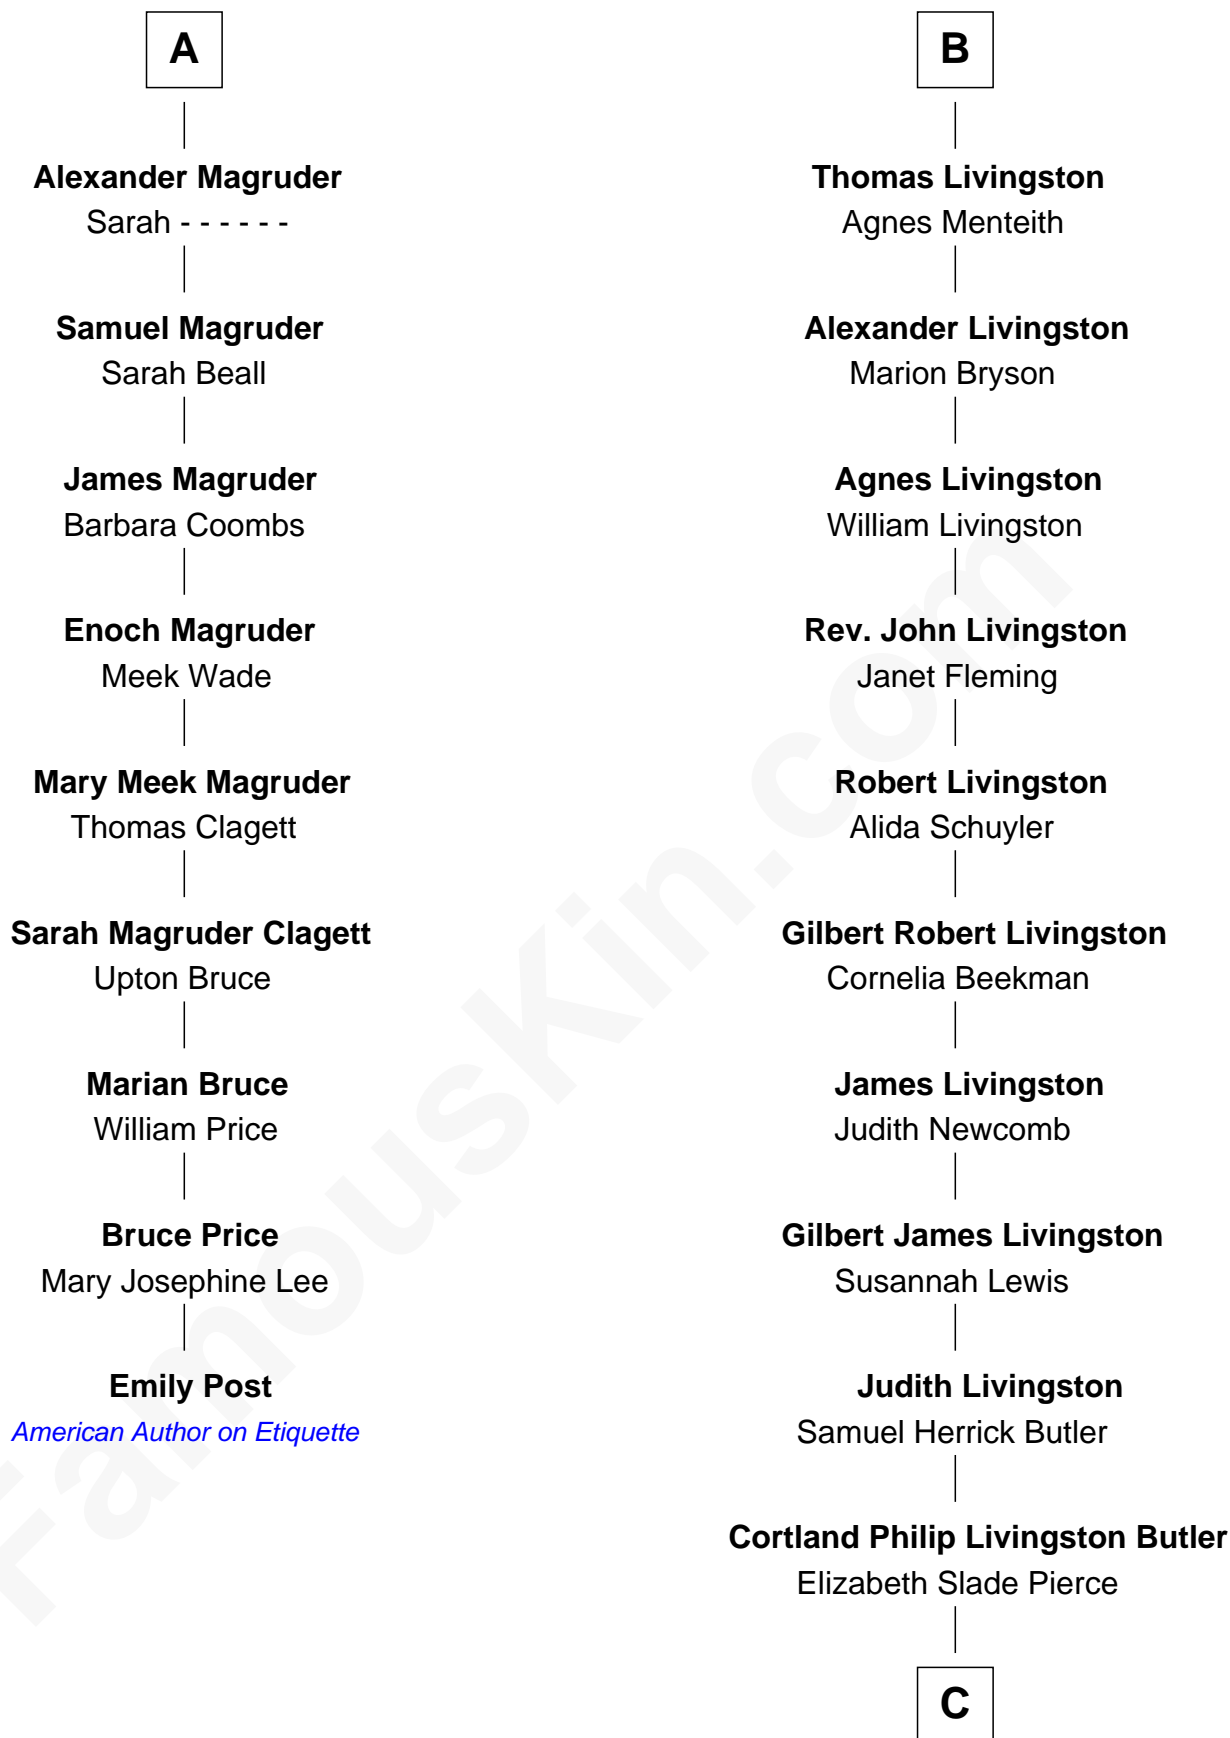 A
Alexander Magruder
Sarah - - - - - -
Samuel Magruder
Sarah Beall
James Magruder
Barbara Coombs
Enoch Magruder
Meek Wade
Mary Meek Magruder
Thomas Clagett
Sarah Magruder Clagett
Upton Bruce
Marian Bruce
William Price
Bruce Price
Mary Josephine Lee
Emily Post
American Author on Etiquette
B
Thomas Livingston
Agnes Menteith
Alexander Livingston
Marion Bryson
Agnes Livingston
William Livingston
Rev. John Livingston
Janet Fleming
Robert Livingston
Alida Schuyler
Gilbert Robert Livingston
Cornelia Beekman
James Livingston
Judith Newcomb
Gilbert James Livingston
Susannah Lewis
Judith Livingston
Samuel Herrick Butler
Cortland Philip Livingston Butler
Elizabeth Slade Pierce
C
FamousKin.com